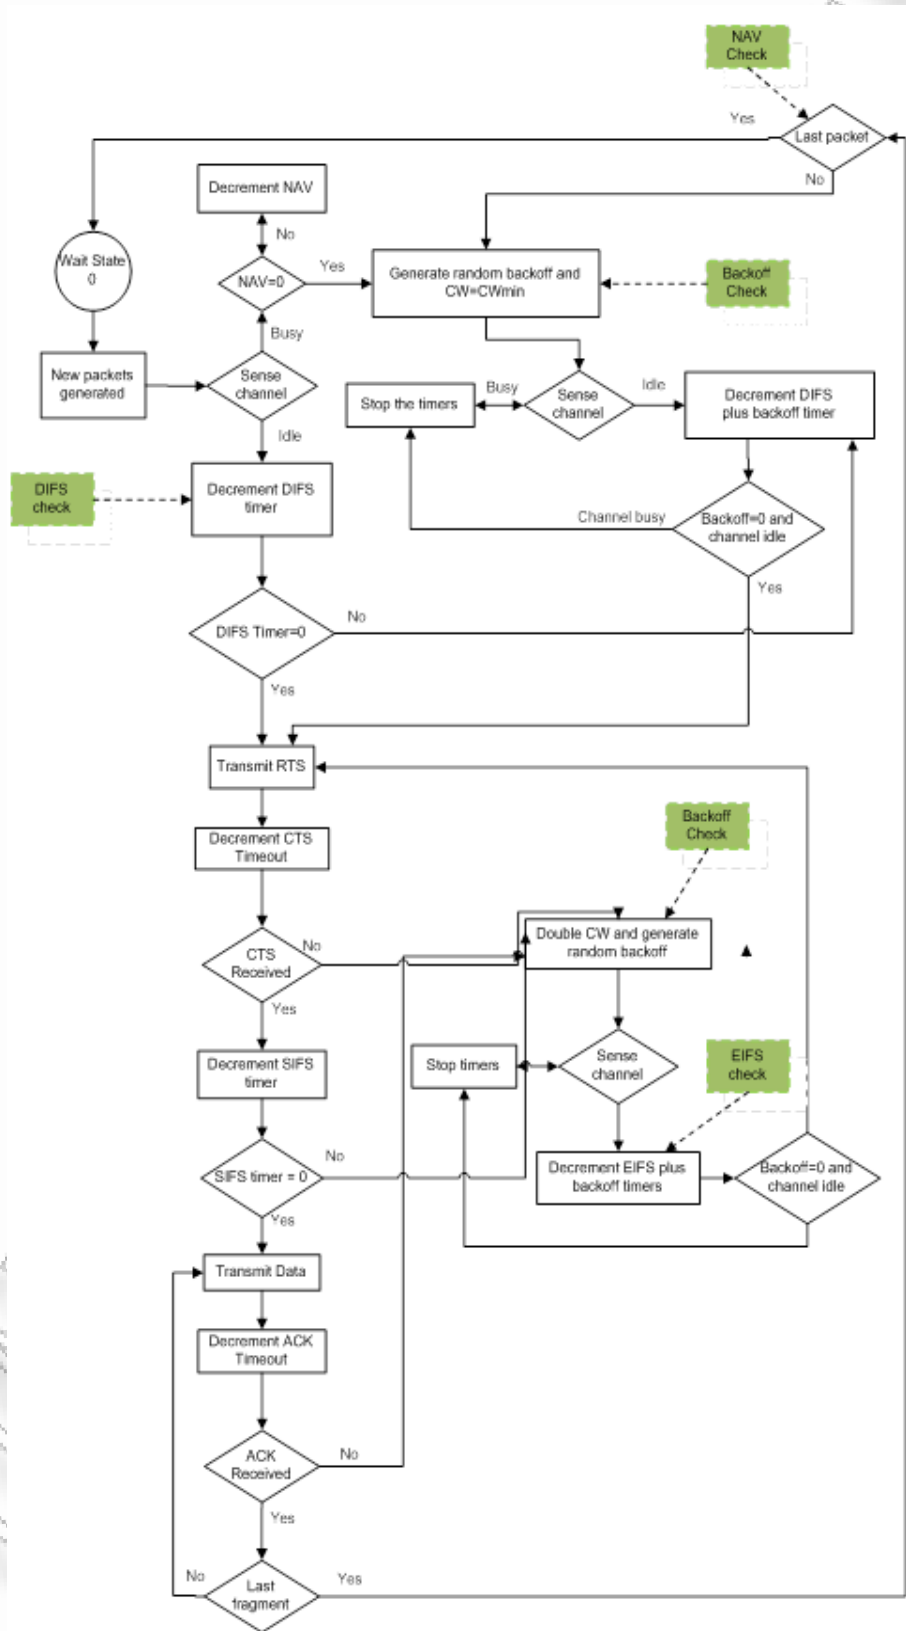 NAV
Check
Yes
Last packet
No
Decrement NAV
No
Wait State
0
NAV=0
Yes
Generate random backoff and
CW=CWmin
Backoff
Check
Busy
New packets
generated
Sense
channel
Stop the timers
Busy
Sense
channel
Idle
Decrement DIFS
plus backoff timer
Idle
DIFS
check
Decrement DIFS
timer
Channel busy
Backoff=0 and
channel idle
Yes
DIFS Timer=0
No
Yes
Transmit RTS
Decrement CTS
Timeout
Backoff
Check
CTS
Received
No
Double CW and generate
random backoff
Yes
Decrement SIFS
timer
Stop timers
Sense
channel
EIFS
check
SIFS timer = 0
No
Decrement EIFS plus
backoff timers
Backoff=0 and
channel idle
Yes
Transmit Data
Decrement ACK
Timeout
ACK
Received
No
Yes
No
Last
fragment
Yes